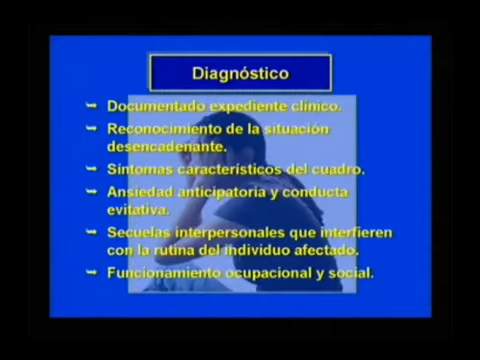 Diagnóstico
Documentado expediente clínico.
Reconocimiento de la situación
desencadenante.
Síntomas característicos del cuadro.
Ansiedad anticipatoria y conducta
evitativa.
Secuelas interpersonales que interfieren
con la rutina del individuo afectado.
Funcionamiento ocupacional y social.